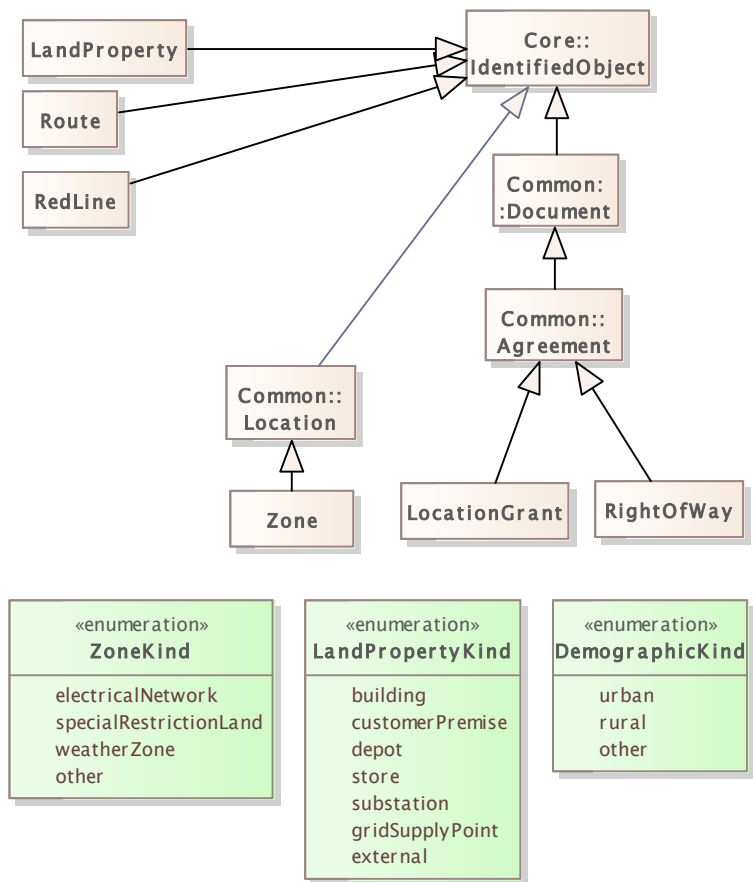 LandProperty
Core::
IdentifiedObject
Route
RedLine
Common:
:Document
Common::
Agreement
Common::
Location
Zone
LocationGrant
RightOfWay
«enumeration»
ZoneKind
electricalNetwork
specialRestrictionLand
weatherZone
other
«enumeration»
LandPropertyKind
building
customerPremise
depot
store
substation
gridSupplyPoint
external
«enumeration»
DemographicKind
urban
rural
other